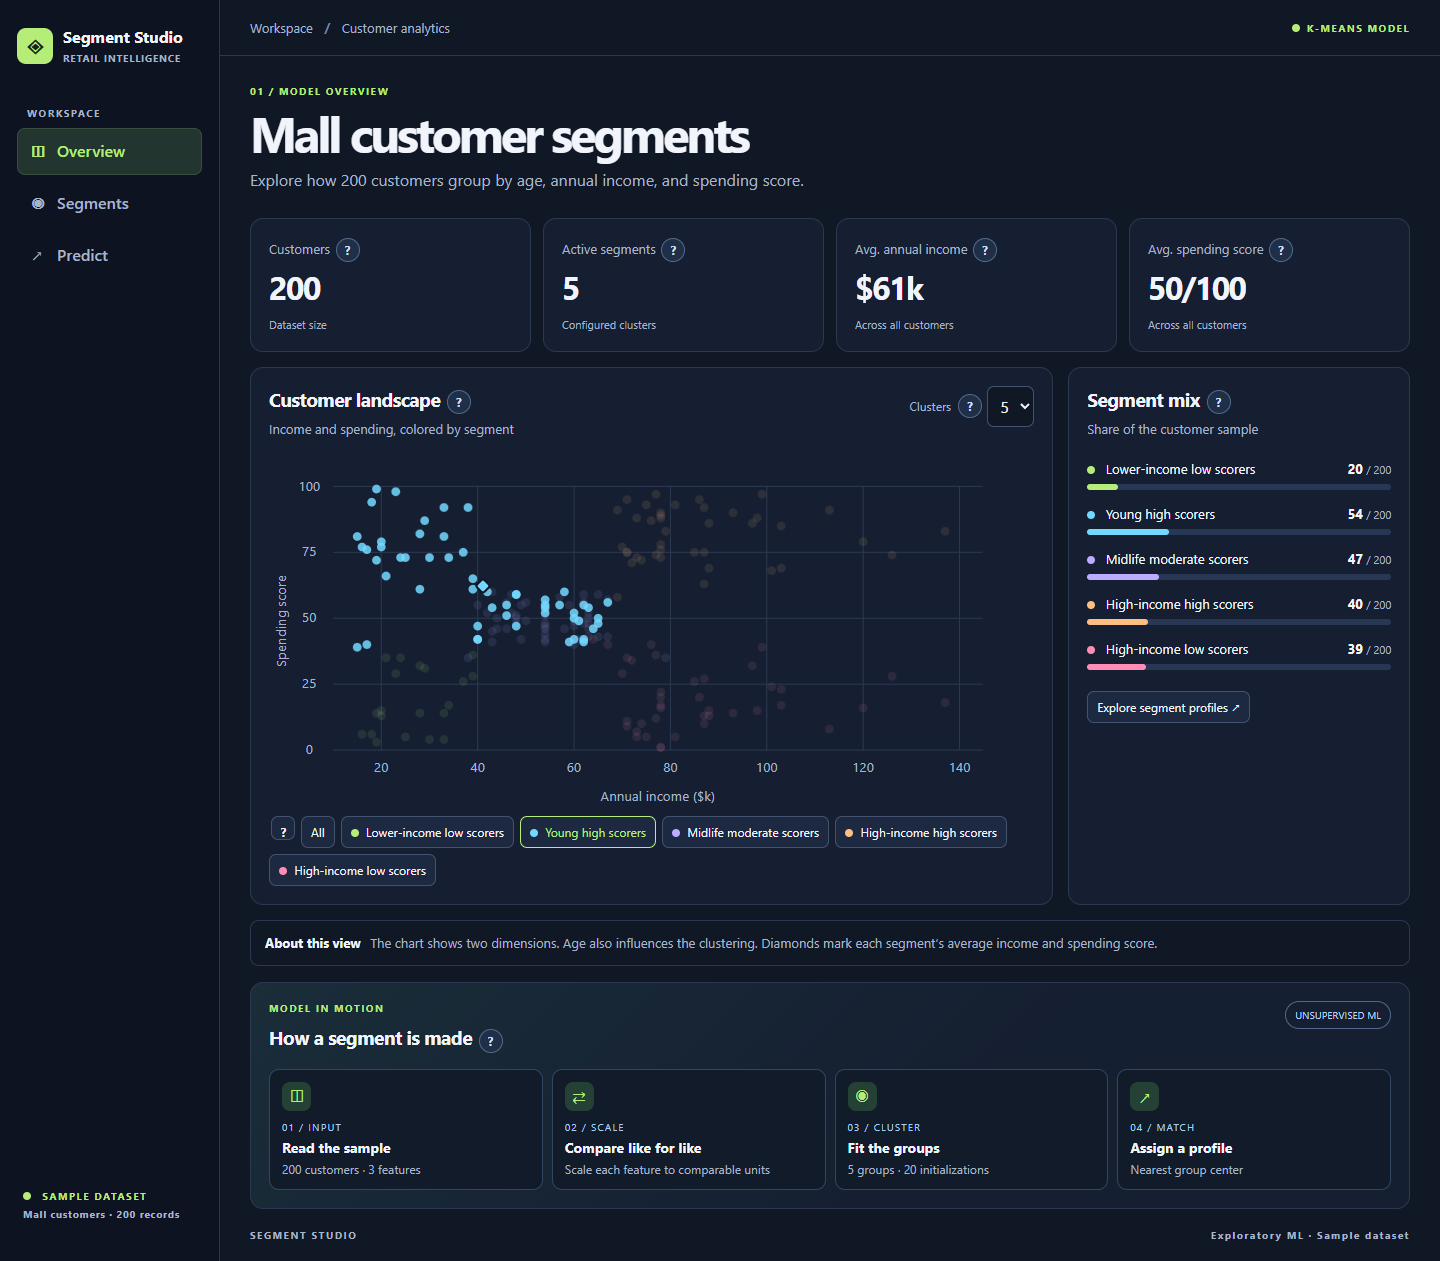 Segment Studio
RETAIL INTELLIGENCE
WORKSPACE
Overview
Segments
Predict
SAMPLE DATASET
Mall customers · 200 records
Workspace / Customer analytics
K-MEANS MODEL
01 / MODEL OVERVIEW
Mall customer segments
Explore how 200 customers group by age, annual income, and spending score.
Customers ?
200
Dataset size
Active segments ?
5
Configured clusters
Avg. annual income ?
$61k
Across all customers
Avg. spending score ?
50/100
Across all customers
Customer landscape ?
Income and spending, colored by segment
Clusters ? 5
100
75
50
25
0
Spending score
20 40 60 80 100 120 140
Annual income ($k)
? All Lower-income low scorers Young high scorers Midlife moderate scorers High-income high scorers
High-income low scorers
Segment mix ?
Share of the customer sample
Lower-income low scorers 20 / 200
Young high scorers 54 / 200
Midlife moderate scorers 47 / 200
High-income high scorers 40 / 200
High-income low scorers 39 / 200
Explore segment profiles ↗
About this view The chart shows two dimensions. Age also influences the clustering. Diamonds mark each segment's average income and spending score.
MODEL IN MOTION
How a segment is made ?
UNSUPERVISED ML
01 / INPUT
Read the sample
200 customers · 3 features
02 / SCALE
Compare like for like
Scale each feature to comparable units
03 / CLUSTER
Fit the groups
5 groups · 20 initializations
04 / MATCH
Assign a profile
Nearest group center
SEGMENT STUDIO
Exploratory ML · Sample dataset